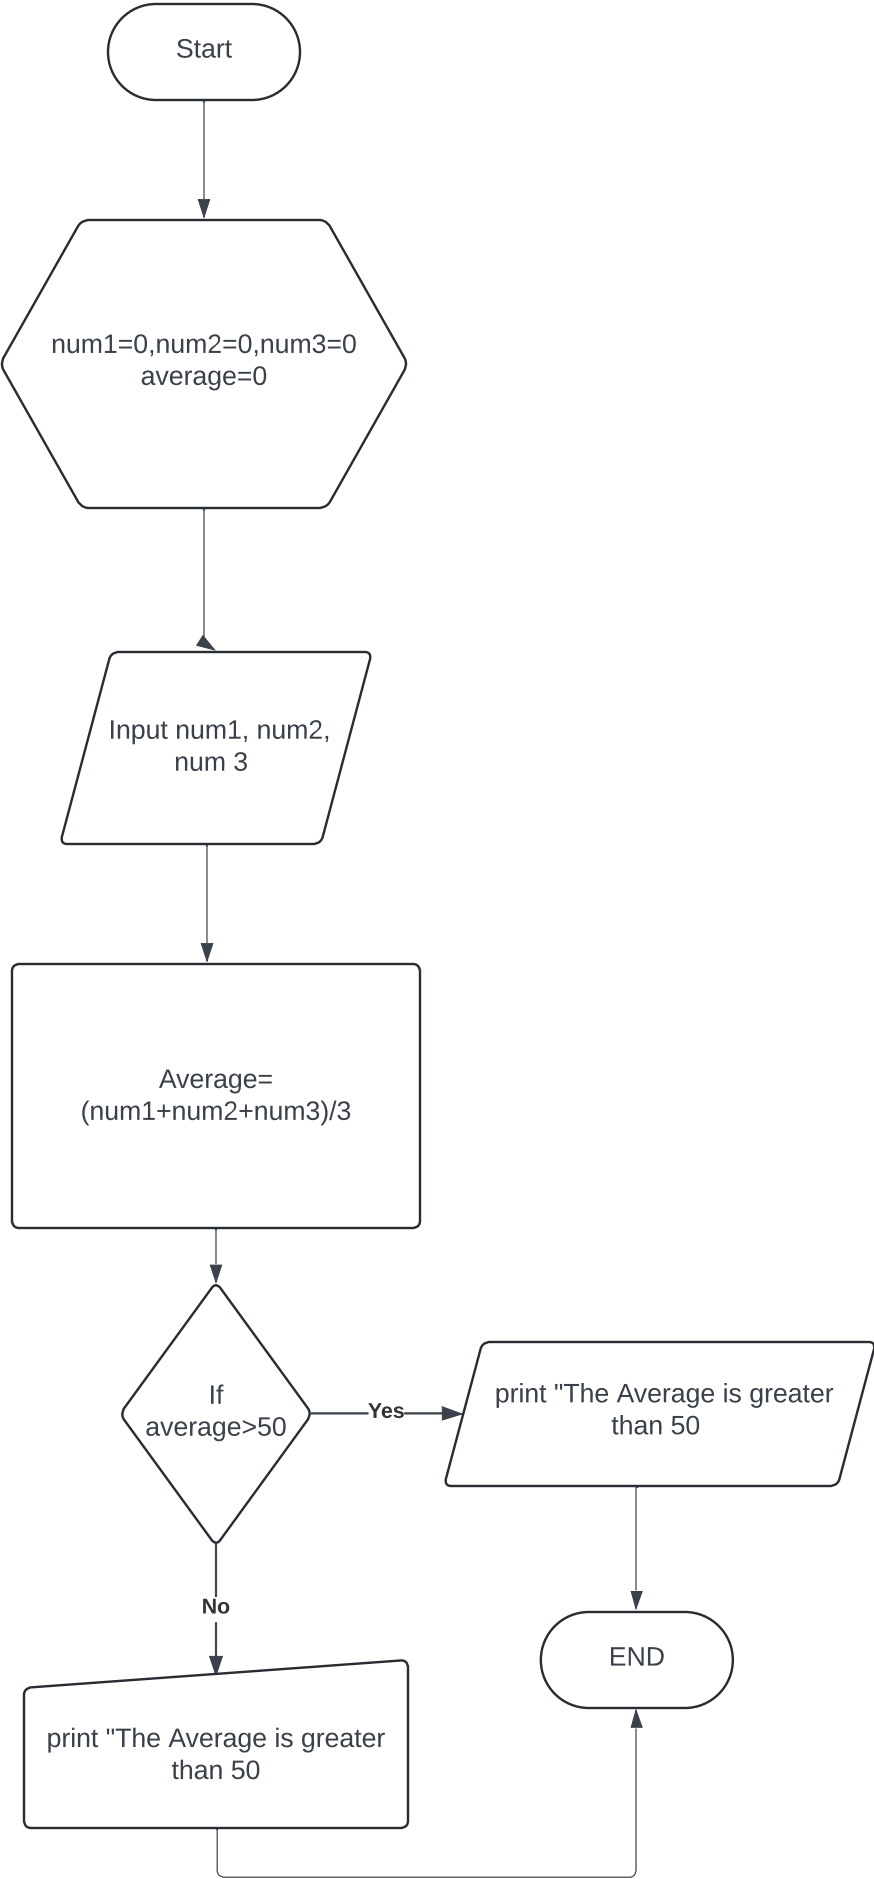 Start
num1=0,num2=0,num3=0
average=0
Input num1, num2,
num 3
Average=
(num1+num2+num3)/3
If
average>50
Yes
print "The Average is greater
than 50
No
END
print "The Average is greater
than 50